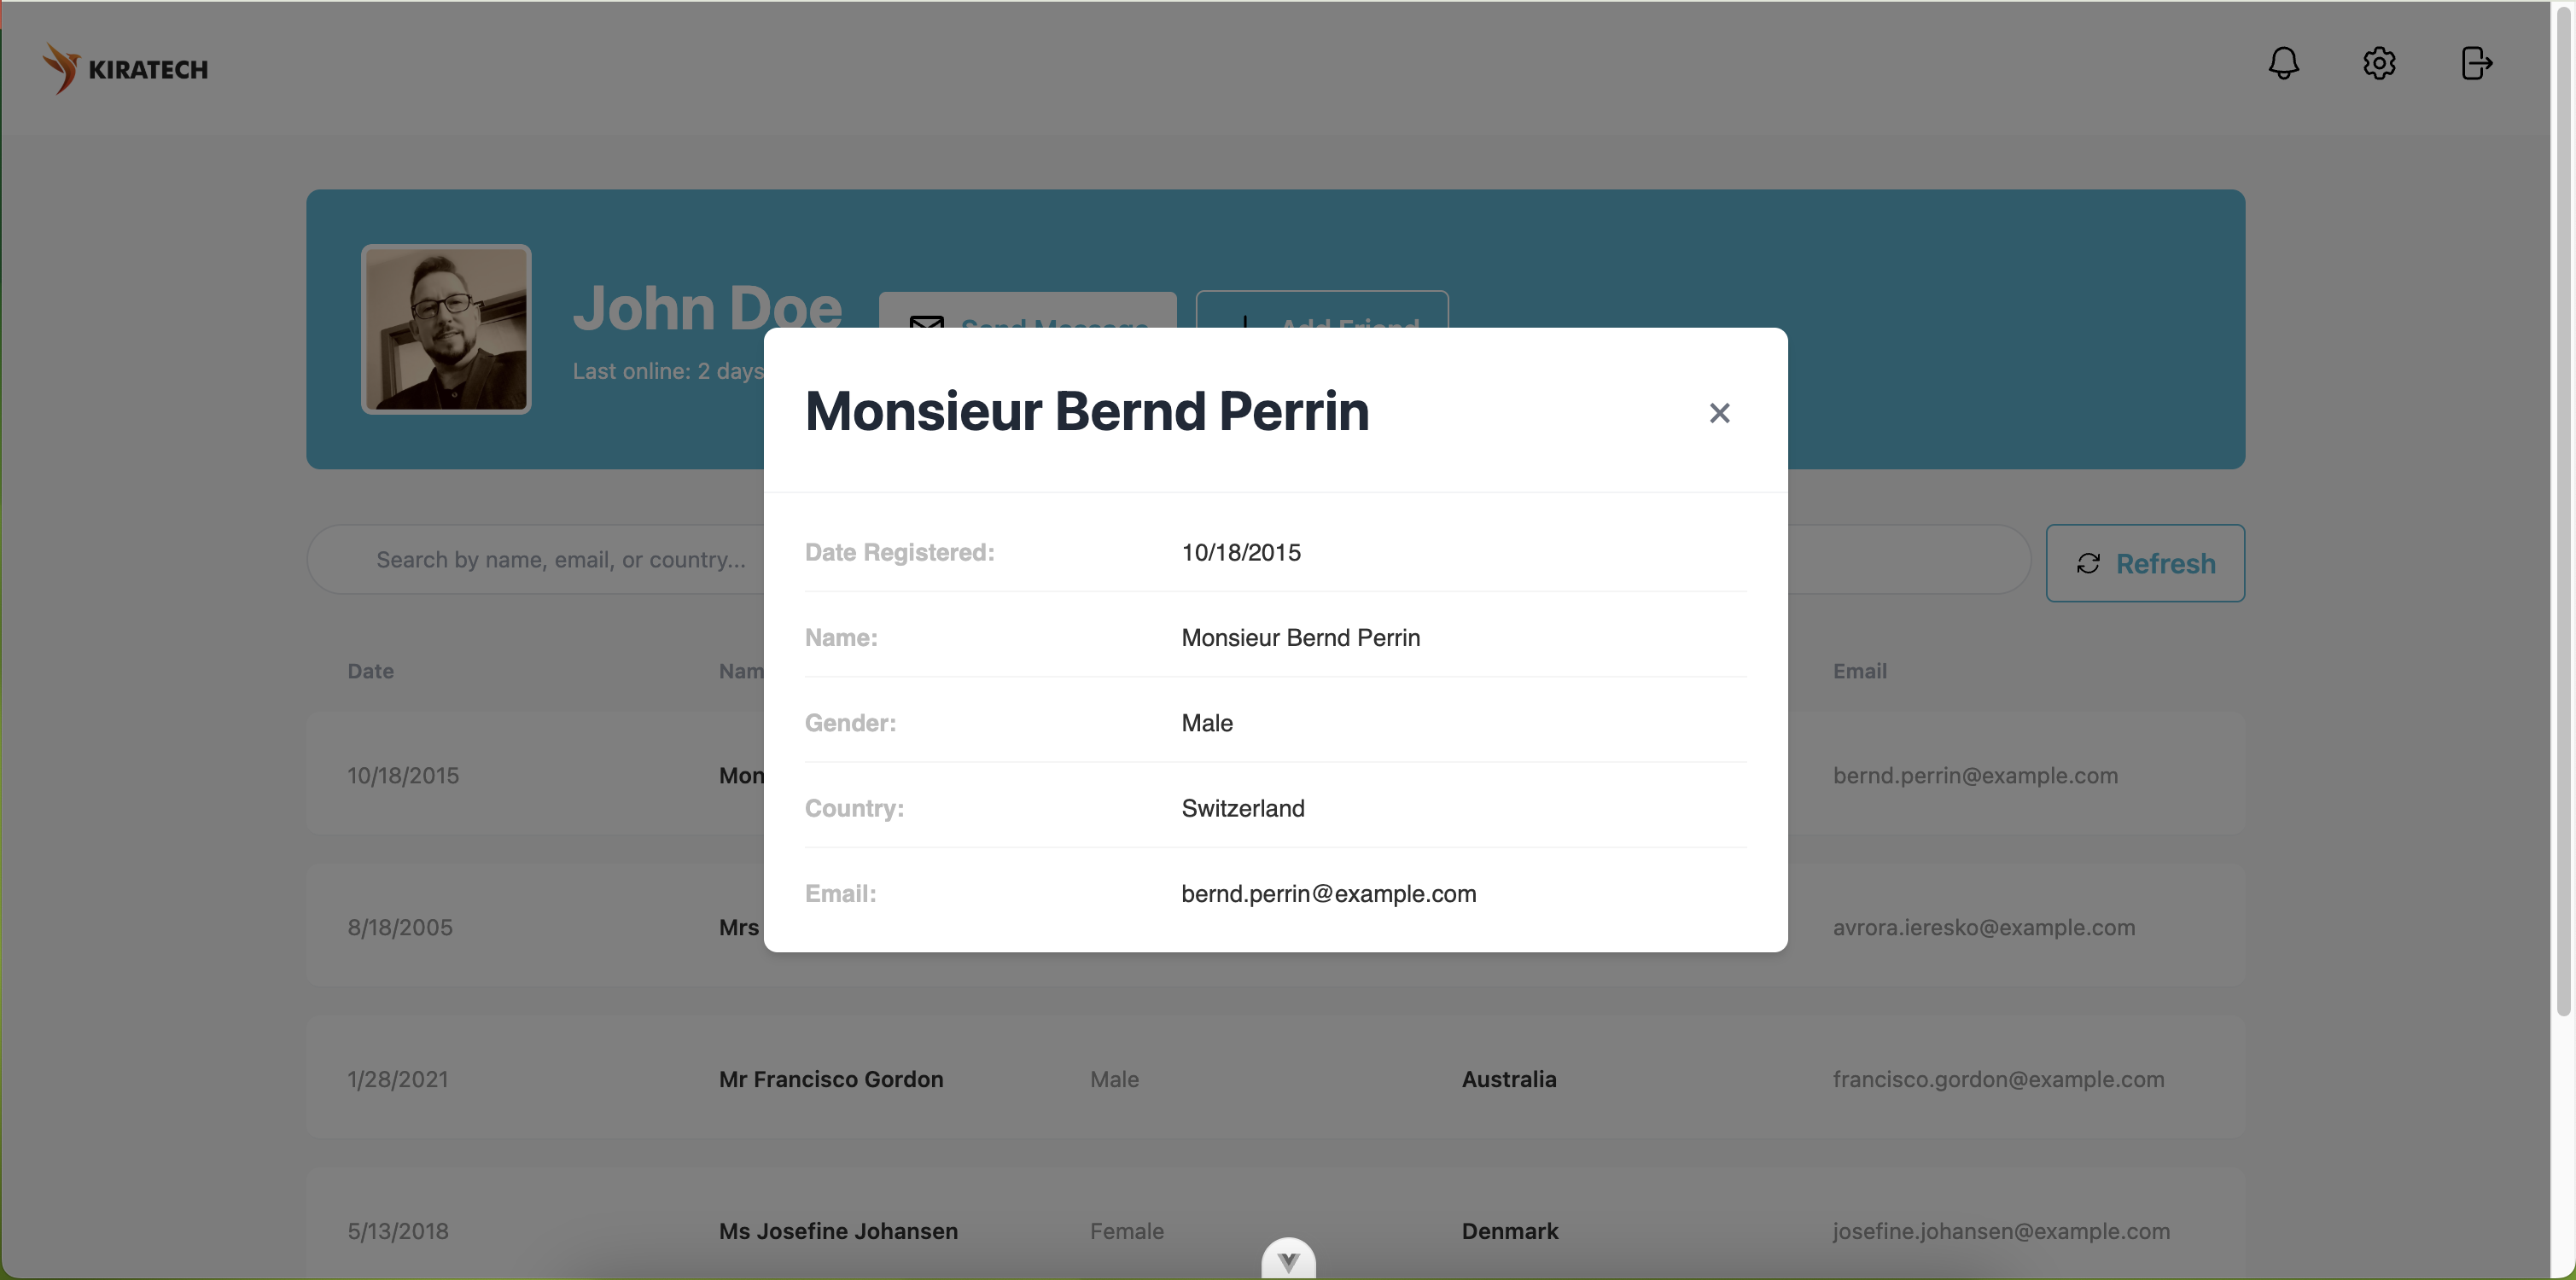 KIRATECH
John Doe
Send Message
Add Friend
Last online: 2 days
Monsieur Bernd Perrin
Date Registered: 10/18/2015
Name: Monsieur Bernd Perrin
Gender: Male
Country: Switzerland
Email: bernd.perrin@example.com
Search by name, email, or country...
Refresh
Date Nam Email
10/18/2015 Mon bernd.perrin@example.com
8/18/2005 Mrs avrora.ieresko@example.com
1/28/2021 Mr Francisco Gordon Male Australia francisco.gordon@example.com
5/13/2018 Ms Josefine Johansen Female Denmark josefine.johansen@example.com